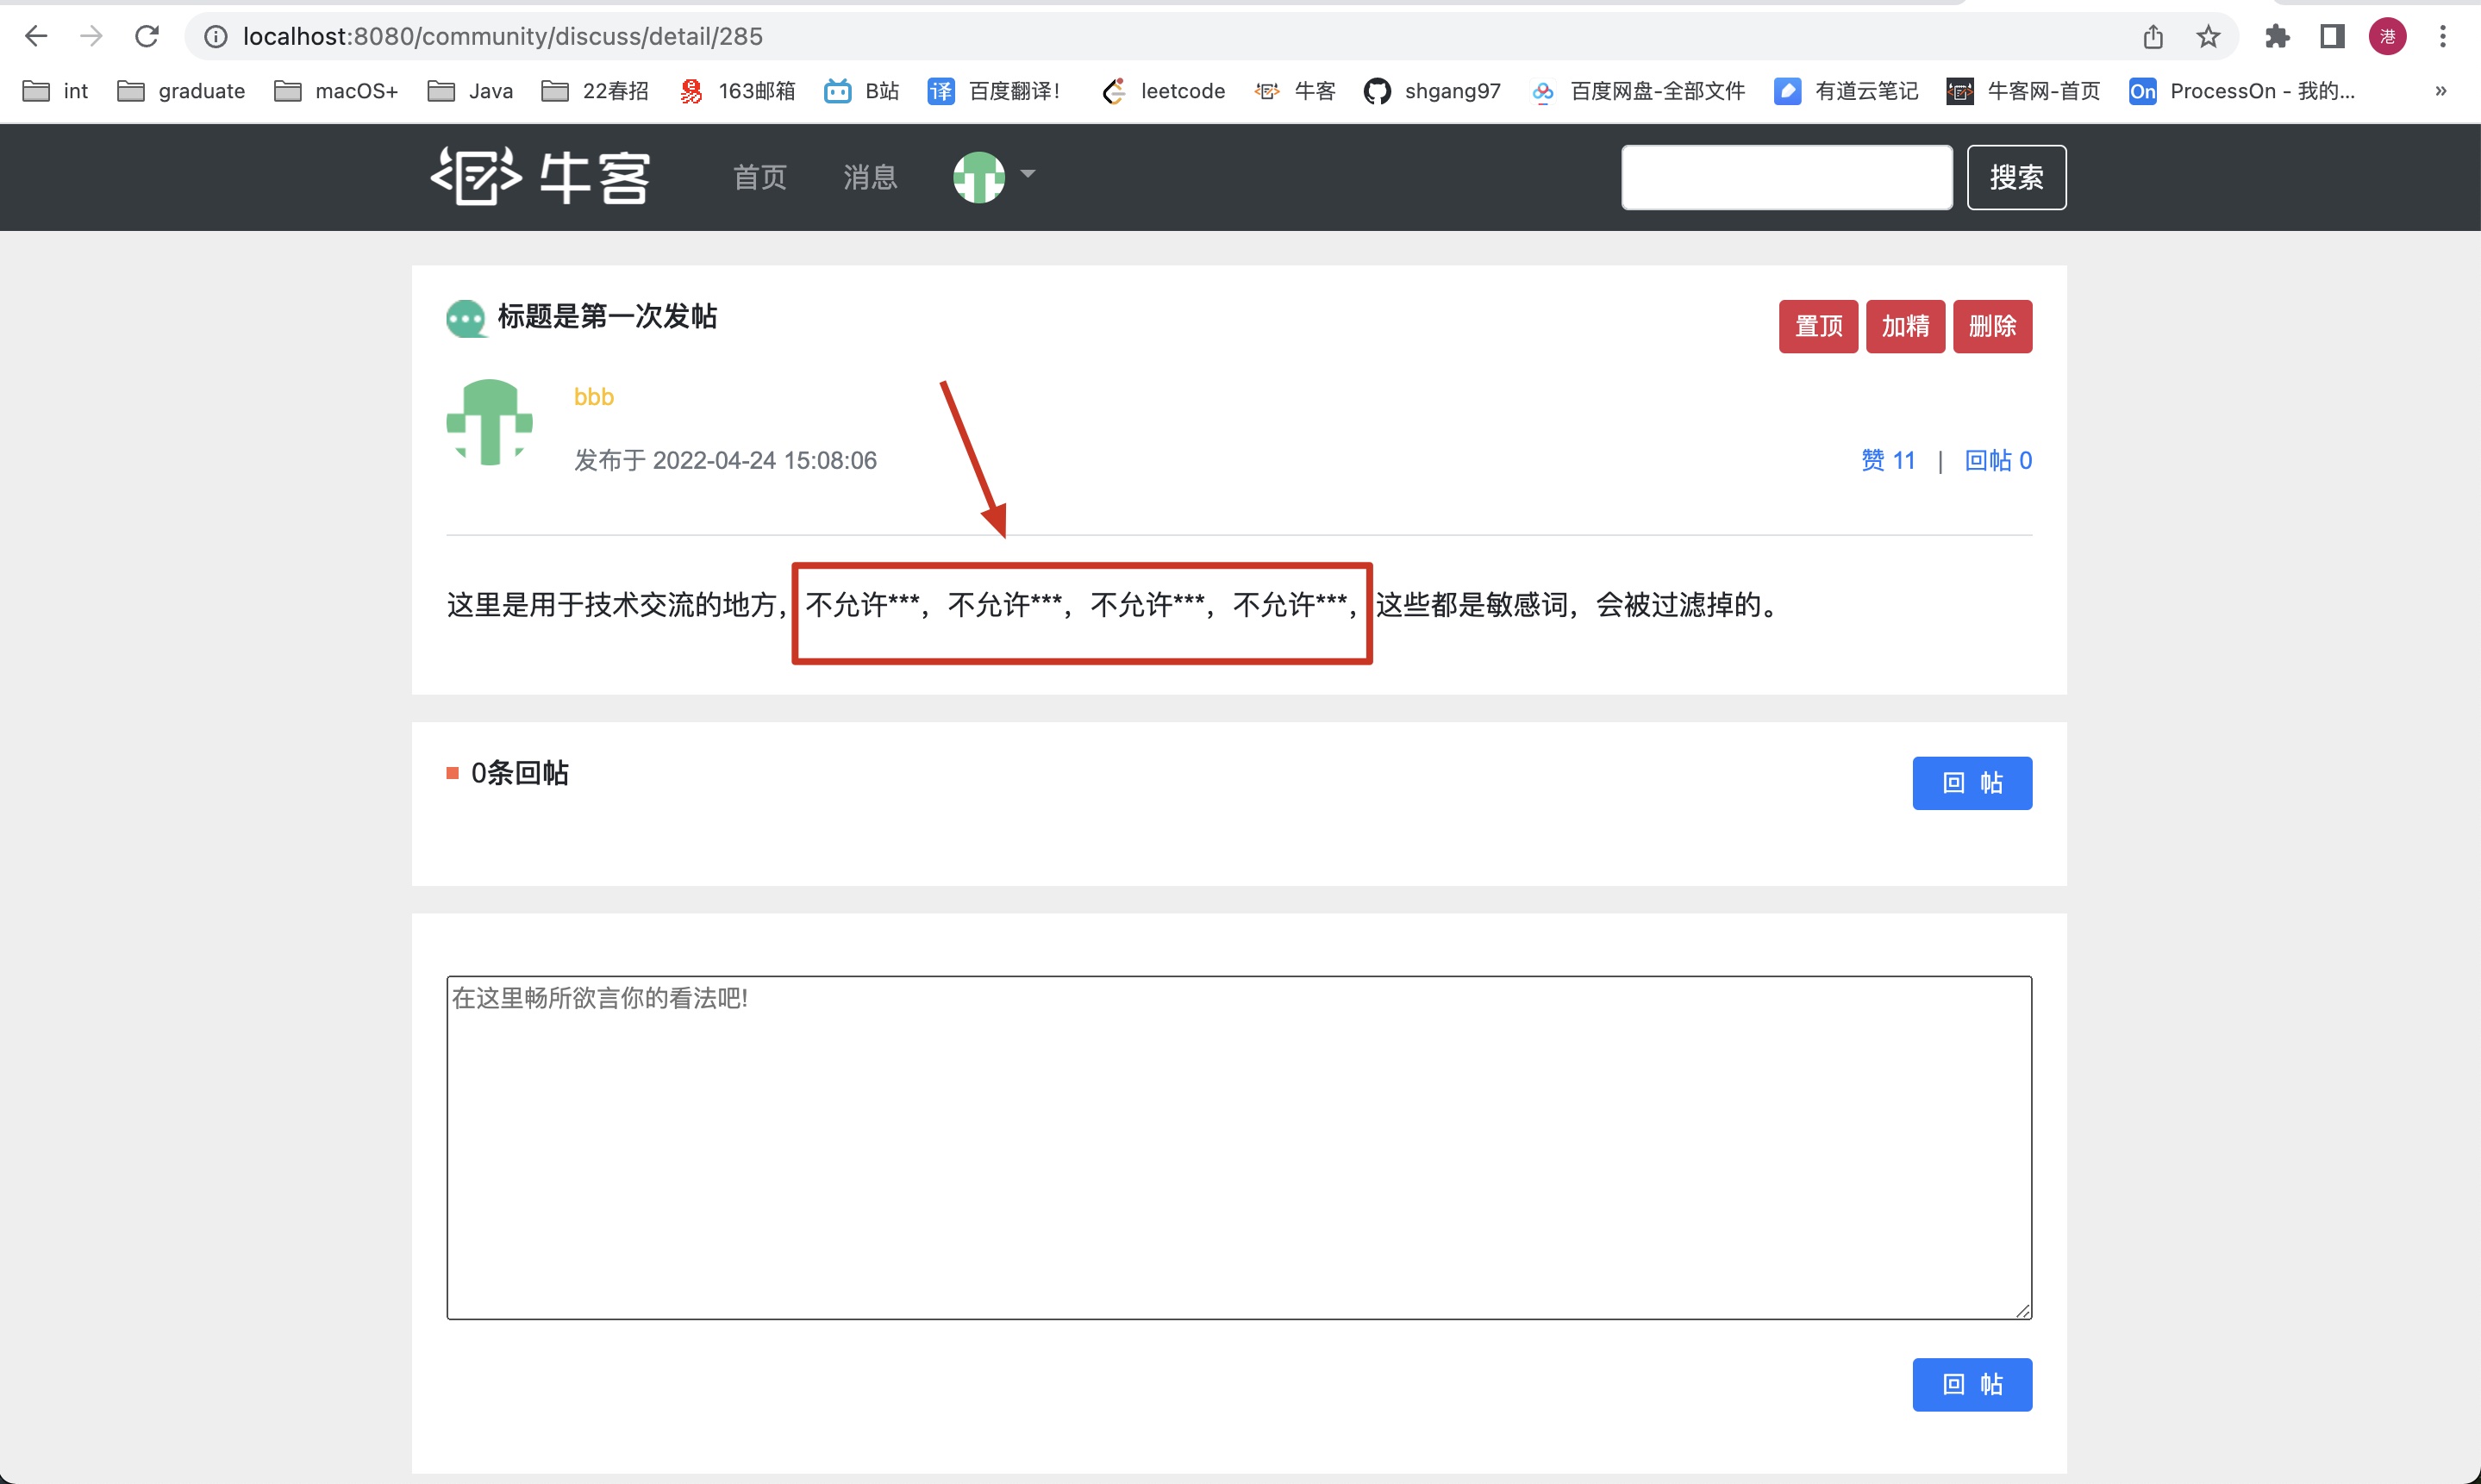 localhost:8080/community/discuss/detail/285
港
int graduate macOS+ Java 22春招 163邮箱 B站 译 百度翻译! leetcode 牛客 shgang97 百度网盘-全部文件 有道云笔记 牛客网-首页 On ProcessOn - 我的... »
牛客 首页 消息 搜索
标题是第一次发帖 置顶 加精 删除
bbb
发布于 2022-04-24 15:08:06 赞 11 | 回帖 0
这里是用于技术交流的地方，不允许***，不允许***，不允许***，不允许***，这些都是敏感词，会被过滤掉的。
0条回帖 回 帖
在这里畅所欲言你的看法吧!
回 帖